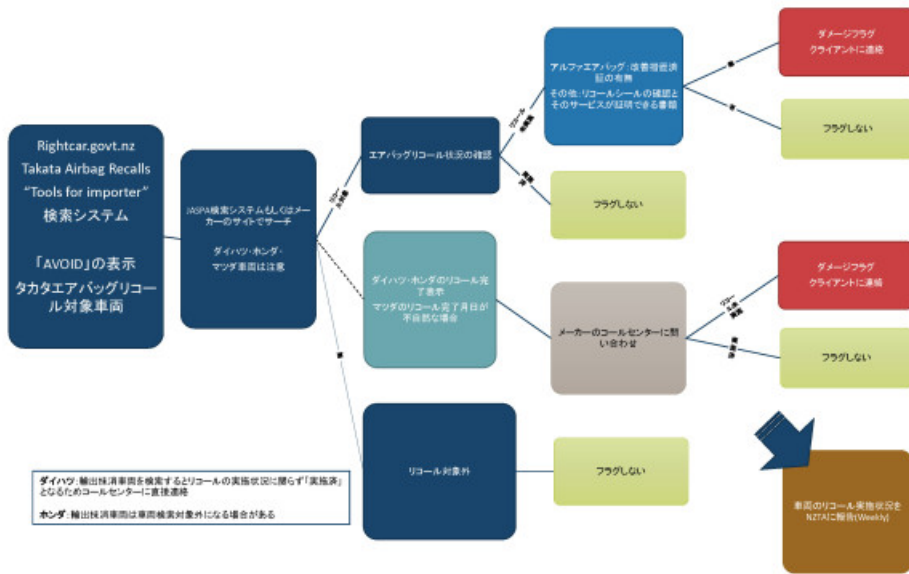 Rightcar.govt.nz
Takata Airbag Recalls
"Tools for importer"
検索システム
「AVOID」の表示
タカタエアバッグリコー
ル対象車両
JASPA検索システムもしくはメー
カーのサイトでサーチ
ダイハツ・ホンダ・
マツダ車両は注意
エアバッグリコール状況の確認
アルファエアバッグ:改善措置済
証の有無
その他:リコールシールの確認と
そのサービスが証明できる書類
ダメージフラグ
クライアントに連絡
フラグしない
フラグしない
ダイハツ・ホンダのリコール完
了表示
マツダのリコール完了月日が
不自然な場合
メーカーのコールセンターに問
い合わせ
ダメージフラグ
クライアントに連絡
フラグしない
リコール対象外
フラグしない
車両のリコール実施状況を
NZTAに報告(Weekly)
ダイハツ:輸出抹消車両を検索するとリコールの実施状況に関らず「実施済」
となるためコールセンターに直接連絡
ホンダ:輸出抹消車両は車両検索対象外になる場合がある